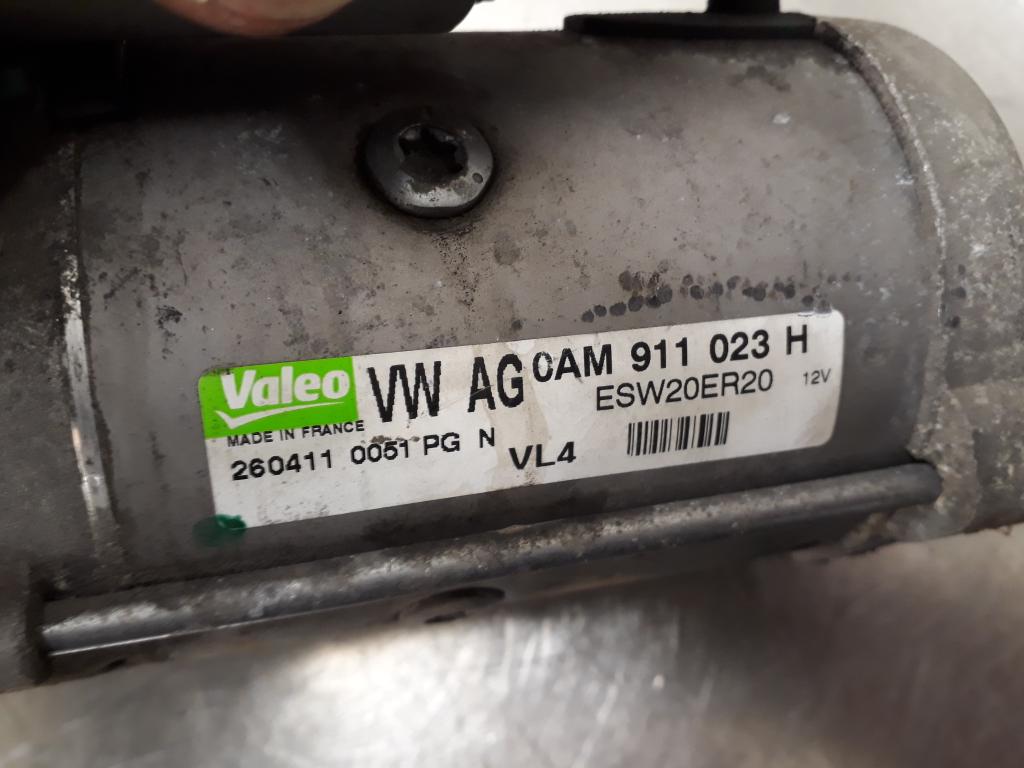 Valeo VW AG 0AM 911 023 H
ESW20ER20 12V
MADE IN FRANCE
260411 0051 PG N VL4